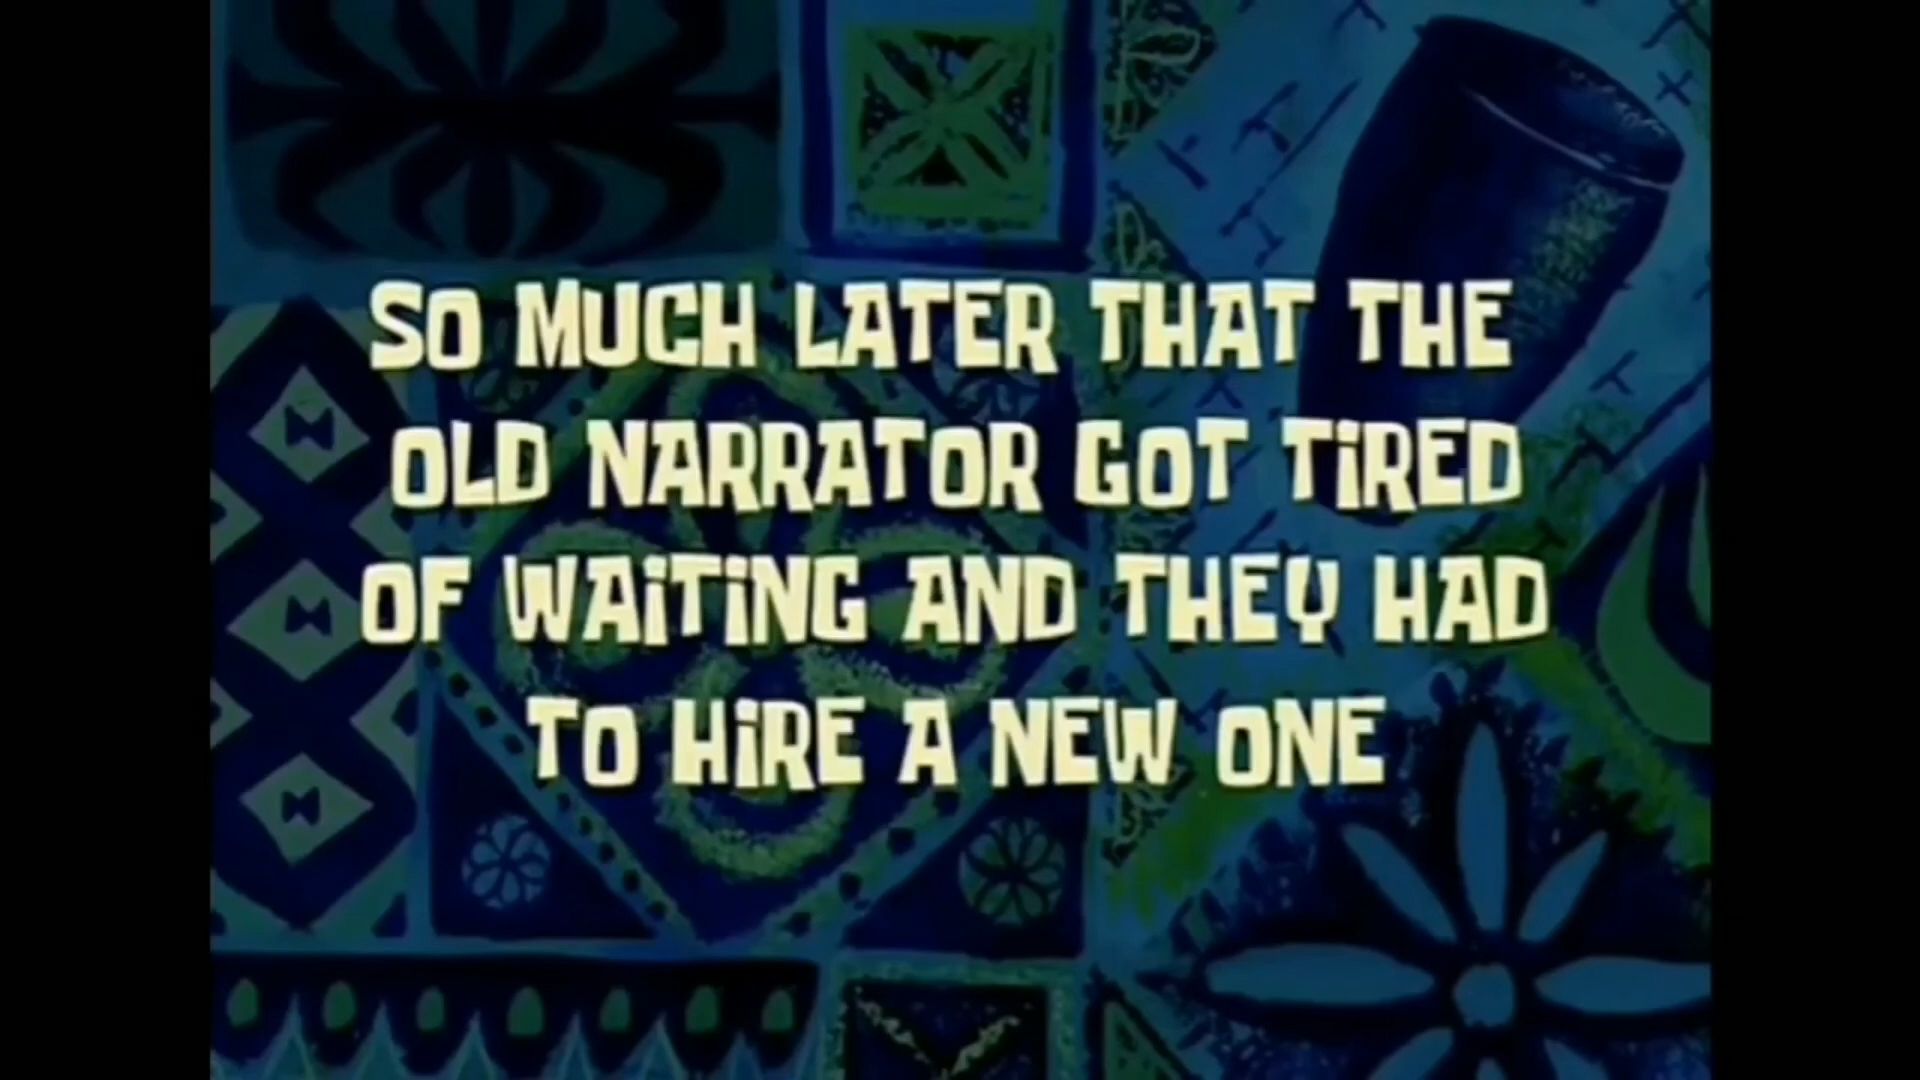 SO MUCH LATER THAT THE
OLD NARRATOR GOT TIRED
OF WAITING AND THEY HAD
TO HIRE A NEW ONE